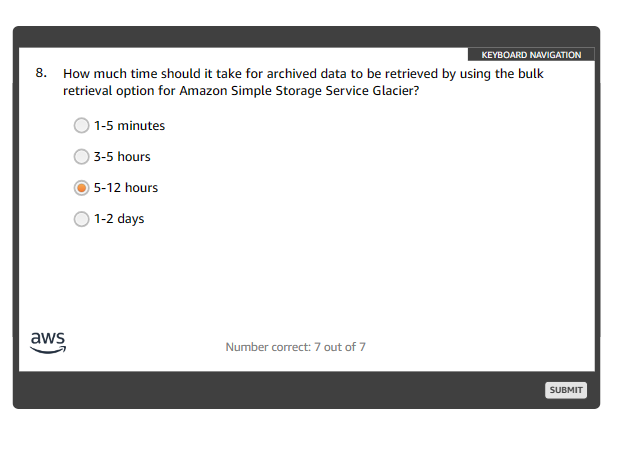 KEYBOARD NAVIGATION
8. How much time should it take for archived data to be retrieved by using the bulk
retrieval option for Amazon Simple Storage Service Glacier?
1-5 minutes
3-5 hours
5-12 hours
1-2 days
aws
Number correct: 7 out of 7
SUBMIT